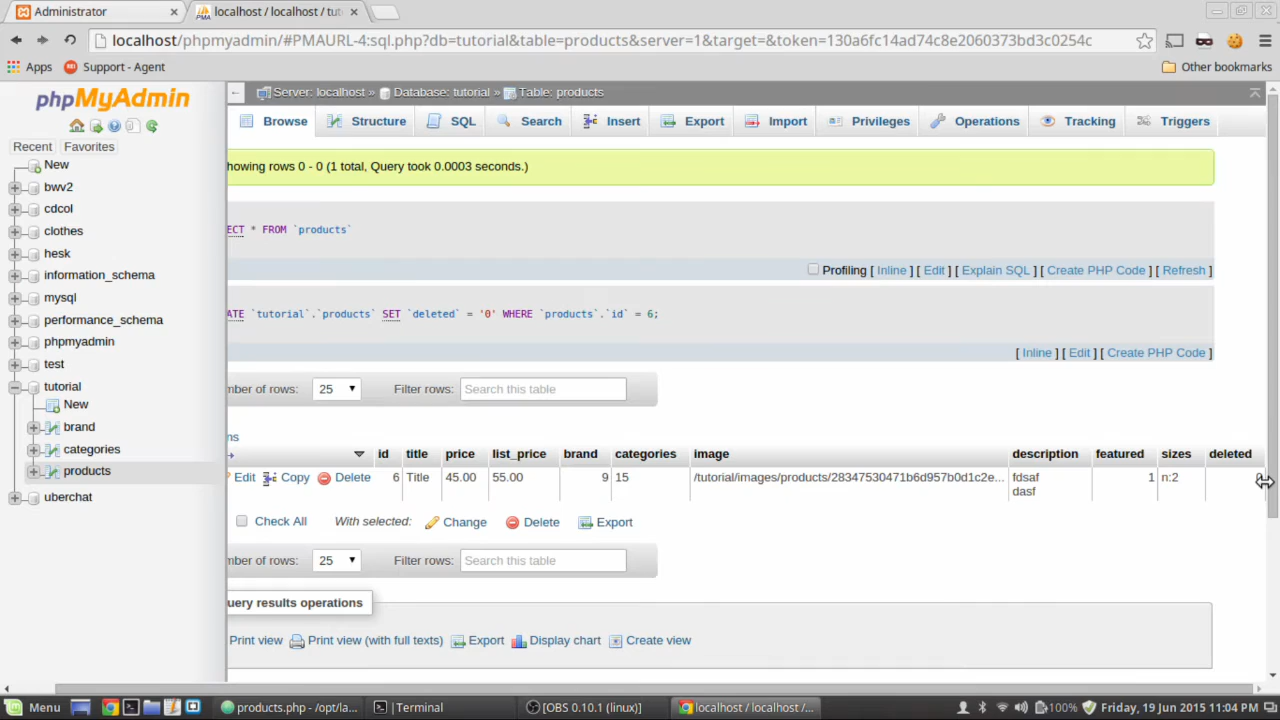 Administrator
localhost / localhost / tut
localhost/phpmyadmin/#PMAURL-4:sql.php?db=tutorial&table=products&server=1&target=&token=130a6fc14ad74c8e2060373bd3c0254c
Apps Support - Agent Other bookmarks
phpMyAdmin
Server: localhost » Database: tutorial » Table: products
Browse Structure SQL Search Insert Export Import Privileges Operations Tracking Triggers
Recent Favorites
New
bwv2
cdcol
clothes
hesk
information_schema
mysql
performance_schema
phpmyadmin
test
tutorial
New
brand
categories
products
uberchat
howing rows 0 - 0 (1 total, Query took 0.0003 seconds.)
ECT * FROM `products`
Profiling [ Inline ] [ Edit ] [ Explain SQL ] [ Create PHP Code ] [ Refresh ]
ATE `tutorial`.`products` SET `deleted` = '0' WHERE `products`.`id` = 6;
[ Inline ] [ Edit ] [ Create PHP Code ]
mber of rows: 25 Filter rows: Search this table
ns
id title price list_price brand categories image description featured sizes deleted
Edit Copy Delete 6 Title 45.00 55.00 9 15 /tutorial/images/products/28347530471b6d957b0d1c2e... fdsaf 1 n:2
dasf
Check All With selected: Change Delete Export
mber of rows: 25 Filter rows: Search this table
uery results operations
Print view Print view (with full texts) Export Display chart Create view
Menu products.php - /opt/la... Terminal [OBS 0.10.1 (linux)] localhost / localhost /... 100% Friday, 19 Jun 2015 11:04 PM